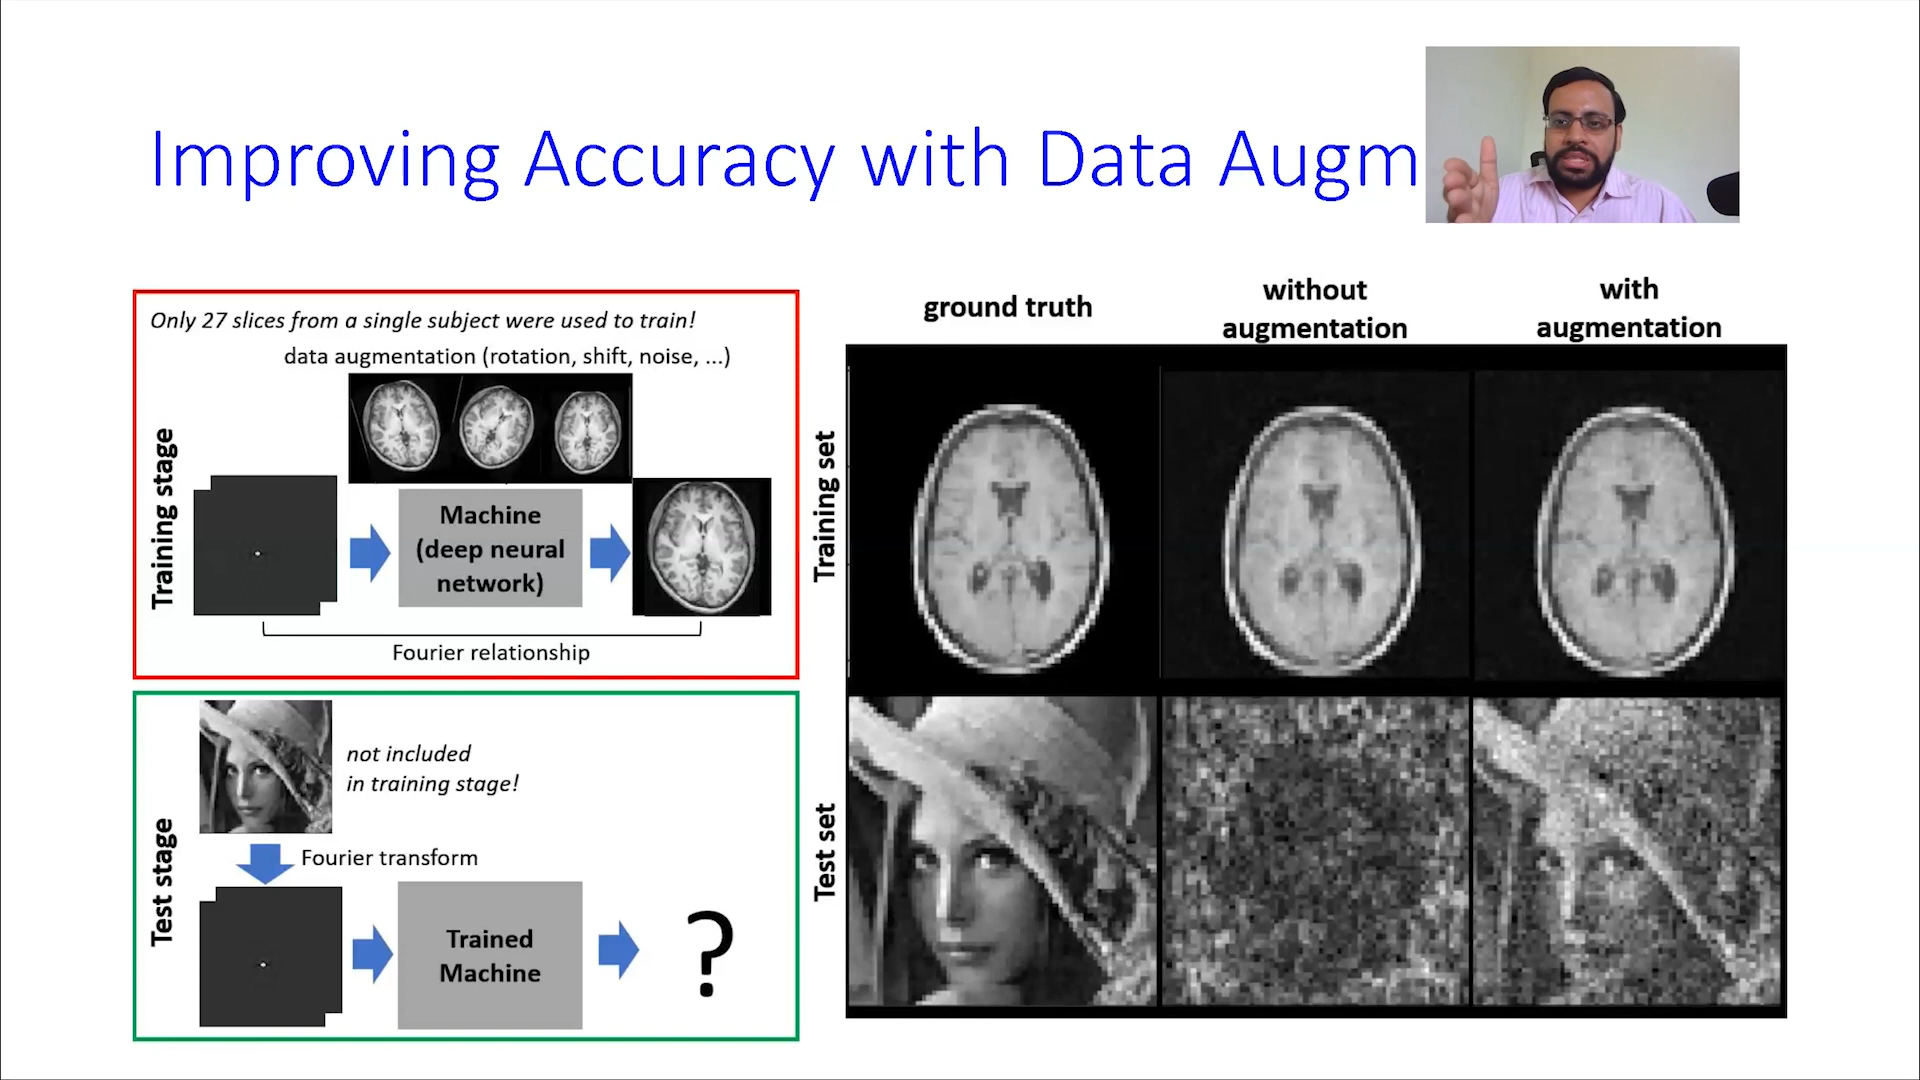 Improving Accuracy with Data Augm
Only 27 slices from a single subject were used to train!
data augmentation (rotation, shift, noise, ...)
Training stage
Machine
(deep neural
network)
Fourier relationship
not included
in training stage!
Test stage
Fourier transform
Trained
Machine
?
ground truth
without
augmentation
with
augmentation
Training set
Test set